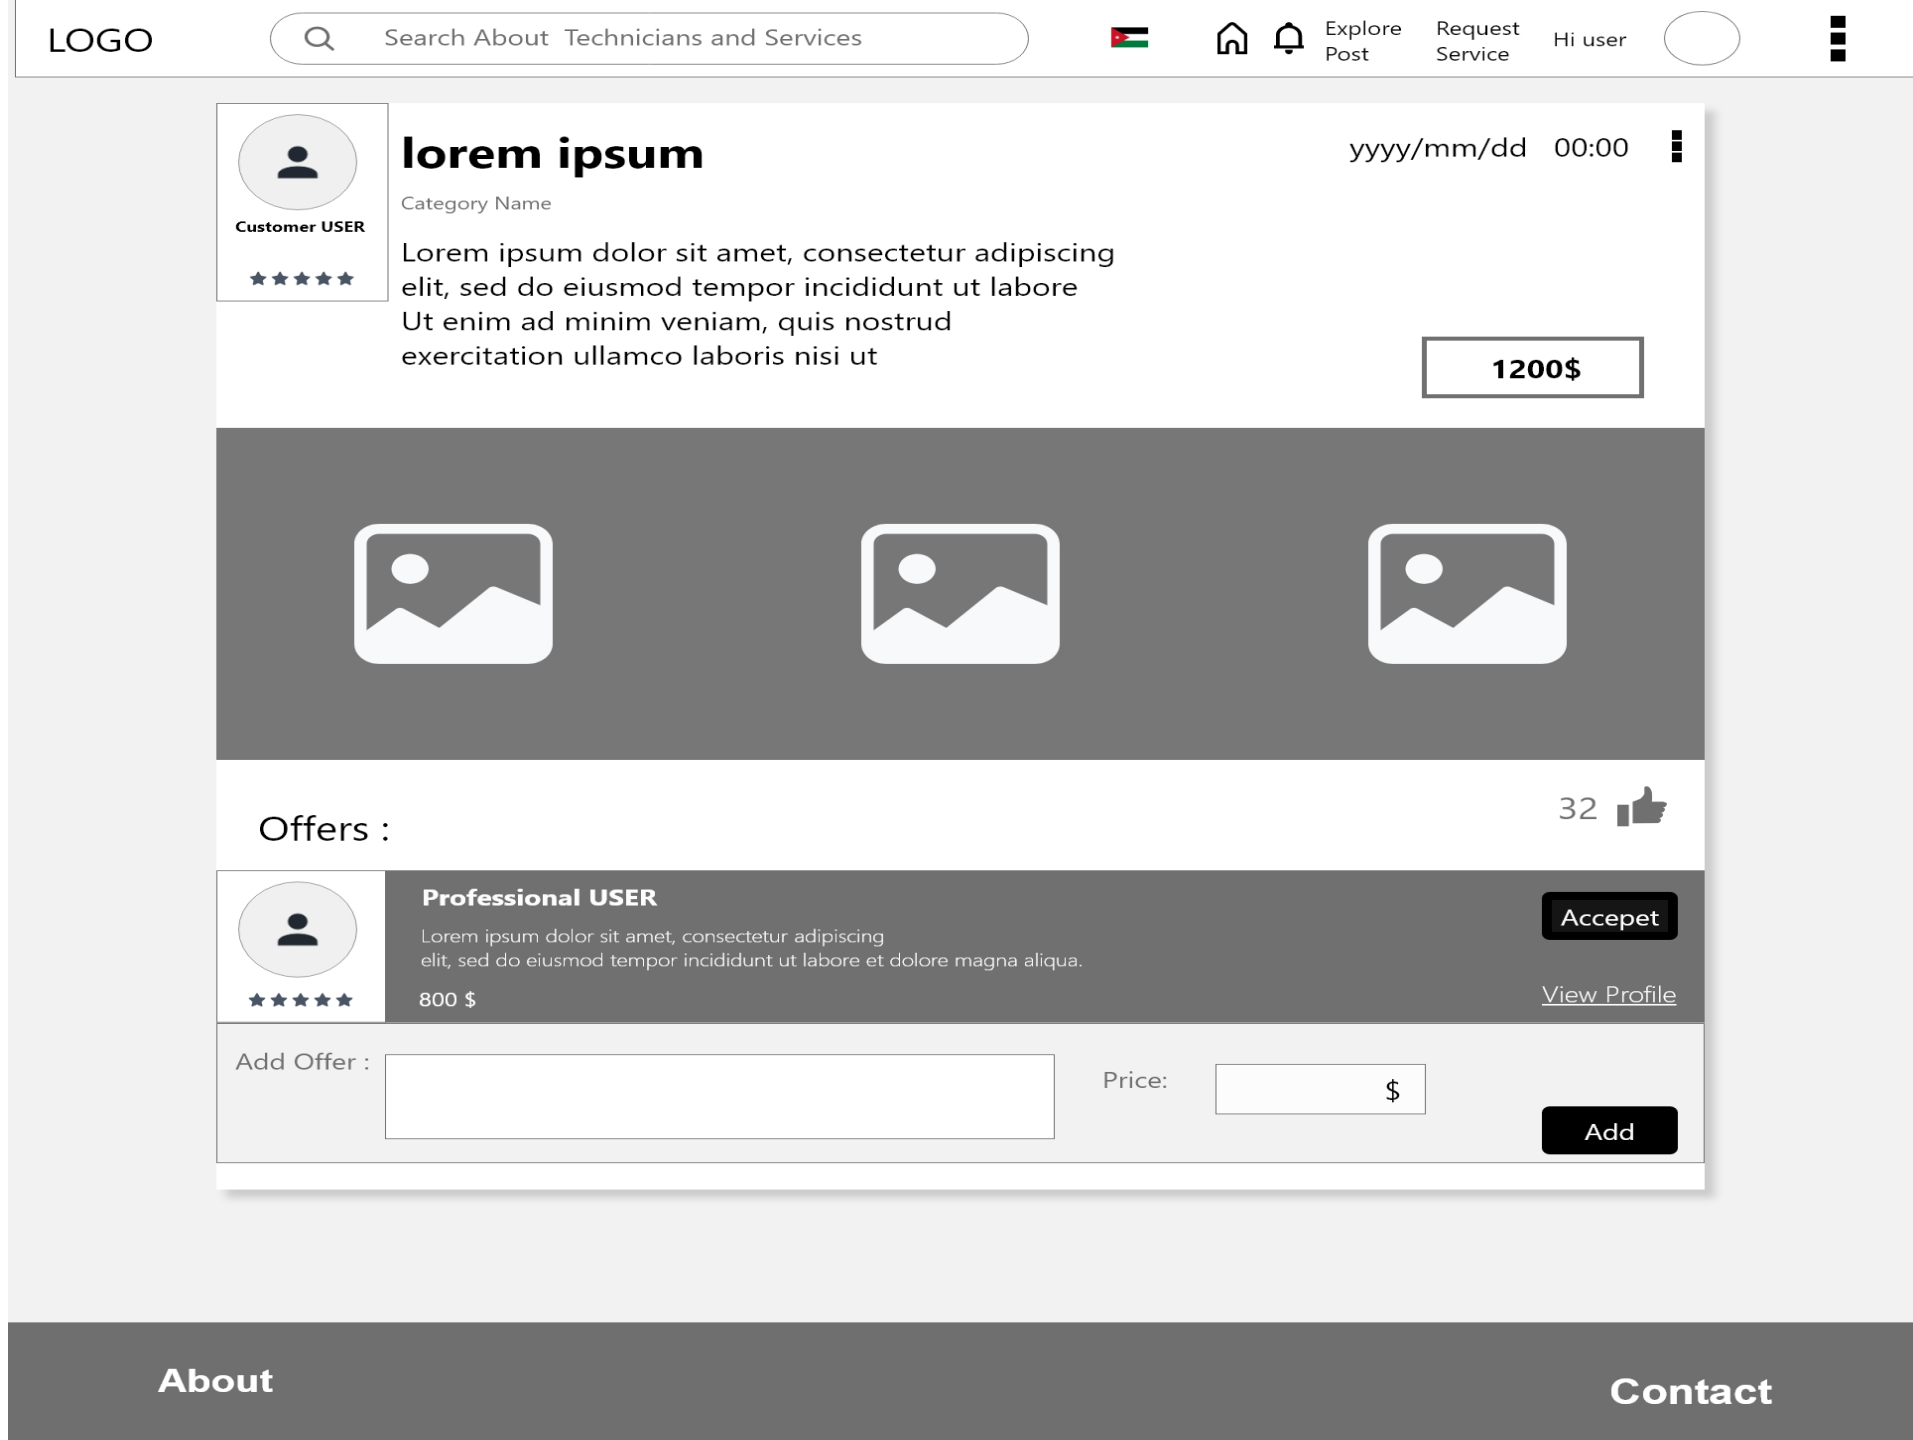 LOGO
Search About Technicians and Services
Explore
Post
Request
Service
Hi user
lorem ipsum
yyyy/mm/dd 00:00
Category Name
Customer USER
Lorem ipsum dolor sit amet, consectetur adipiscing
elit, sed do eiusmod tempor incididunt ut labore
Ut enim ad minim veniam, quis nostrud
exercitation ullamco laboris nisi ut
1200$
32
Offers :
Professional USER
Accepet
Lorem ipsum dolor sit amet, consectetur adipiscing
elit, sed do eiusmod tempor incididunt ut labore et dolore magna aliqua.
800 $
View Profile
Add Offer :
Price:
$
Add
About
Contact